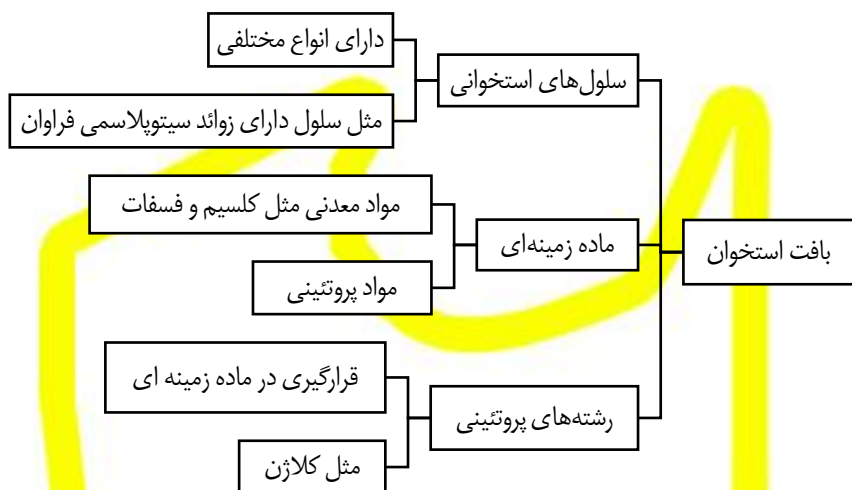 بافت استخوان
سلول‌های استخوانی
دارای انواع مختلفی
مثل سلول دارای زوائد سیتوپلاسمی فراوان
ماده زمینه‌ای
مواد معدنی مثل کلسیم و فسفات
مواد پروتئینی
رشته‌های پروتئینی
قرارگیری در ماده زمینه ای
مثل کلاژن